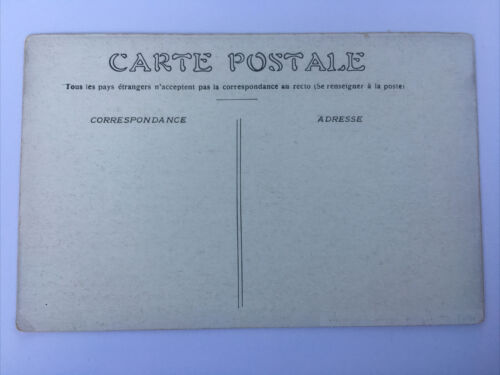 CARTE POSTALE
Tous les pays étrangers n'acceptent pas la correspondance au recto (Se renseigner à la poste)
CORRESPONDANCE
ADRESSE